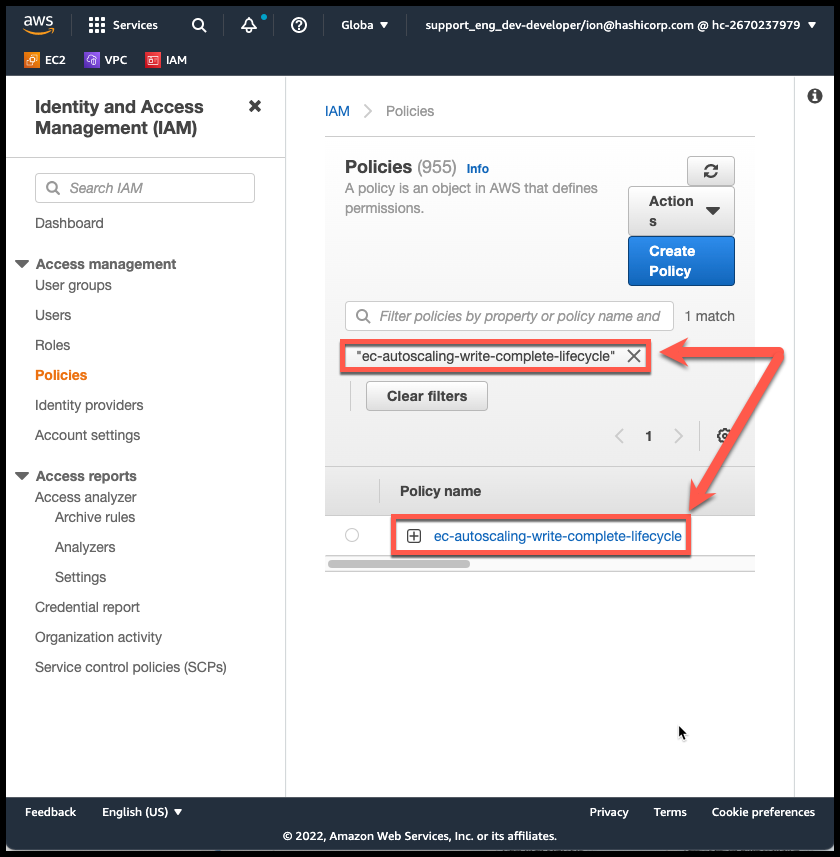 aws
Services
Globa
support_eng_dev-developer/ion@hashicorp.com @ hc-2670237979
EC2
VPC
IAM
Identity and Access
Management (IAM)
Search IAM
Dashboard
Access management
User groups
Users
Roles
Policies
Identity providers
Account settings
Access reports
Access analyzer
Archive rules
Analyzers
Settings
Credential report
Organization activity
Service control policies (SCPs)
IAM
Policies
Policies (955) Info
A policy is an object in AWS that defines
permissions.
Action
s
Create
Policy
Filter policies by property or policy name and
1 match
"ec-autoscaling-write-complete-lifecycle"
Clear filters
1
Policy name
ec-autoscaling-write-complete-lifecycle
Feedback
English (US)
Privacy
Terms
Cookie preferences
© 2022, Amazon Web Services, Inc. or its affiliates.